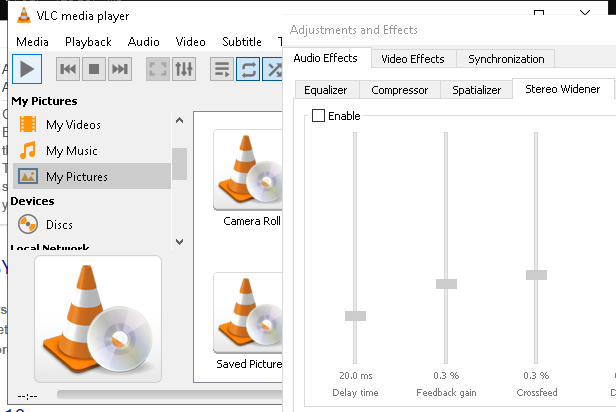 VLC media player
Media Playback Audio Video Subtitle
My Pictures
My Videos
My Music
My Pictures
Devices
Discs
Local Network
Camera Roll
Saved Picture
--:--
Adjustments and Effects
Audio Effects Video Effects Synchronization
Equalizer Compressor Spatializer Stereo Widener
Enable
20.0 ms 0.3 % 0.3 %
Delay time Feedback gain Crossfeed